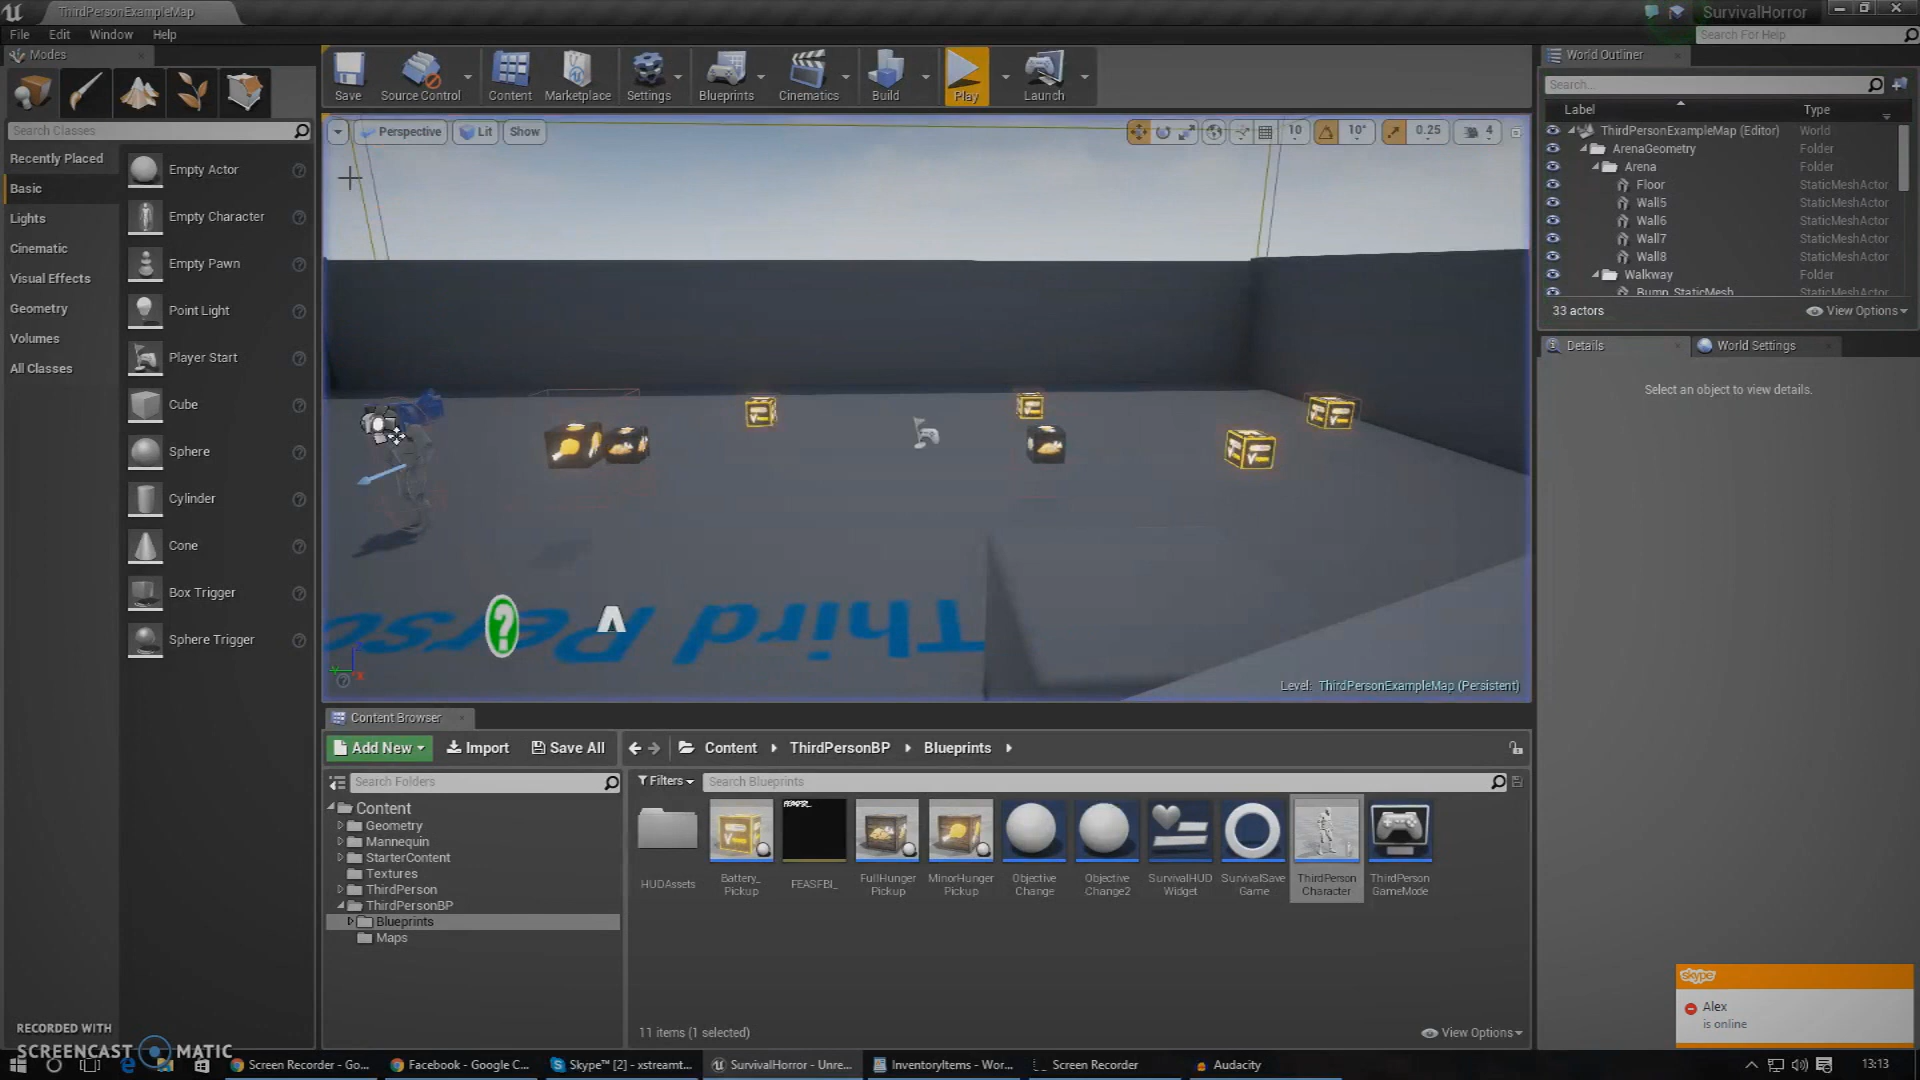 ThirdPersonExampleMap
SurvivalHorror
File Edit Window Help
Search For Help
Modes
Search Classes
Recently Placed
Basic
Lights
Cinematic
Visual Effects
Geometry
Volumes
All Classes
Empty Actor
Empty Character
Empty Pawn
Point Light
Player Start
Cube
Sphere
Cylinder
Cone
Box Trigger
Sphere Trigger
Save Source Control Content Marketplace Settings Blueprints Cinematics Build Play Launch
Perspective Lit Show
10 10° 0.25 4
Third Perso
Level: ThirdPersonExampleMap (Persistent)
World Outliner
Search...
Label Type
ThirdPersonExampleMap (Editor) World
ArenaGeometry Folder
Arena Folder
Floor StaticMeshActor
Wall5 StaticMeshActor
Wall6 StaticMeshActor
Wall7 StaticMeshActor
Wall8 StaticMeshActor
Walkway Folder
Bump_StaticMesh StaticMeshActor
33 actors View Options
Details World Settings
Select an object to view details.
Content Browser
Add New Import Save All Content ThirdPersonBP Blueprints
Search Folders
Filters Search Blueprints
Content
Geometry
Mannequin
StarterContent
Textures
ThirdPerson
ThirdPersonBP
Blueprints
Maps
HUDAssets
Battery_
Pickup
FEASFBI_
FullHunger
Pickup
MinorHunger
Pickup
Objective
Change
Objective
Change2
SurvivalHUD
Widget
SurvivalSave
Game
ThirdPerson
Character
ThirdPerson
GameMode
11 items (1 selected) View Options
skype
Alex
is online
RECORDED WITH
SCREENCAST MATIC
Screen Recorder - Go... Facebook - Google C... Skype™ [2] - xstreamt... SurvivalHorror - Unre... InventoryItems - Wor... Screen Recorder Audacity 13:13